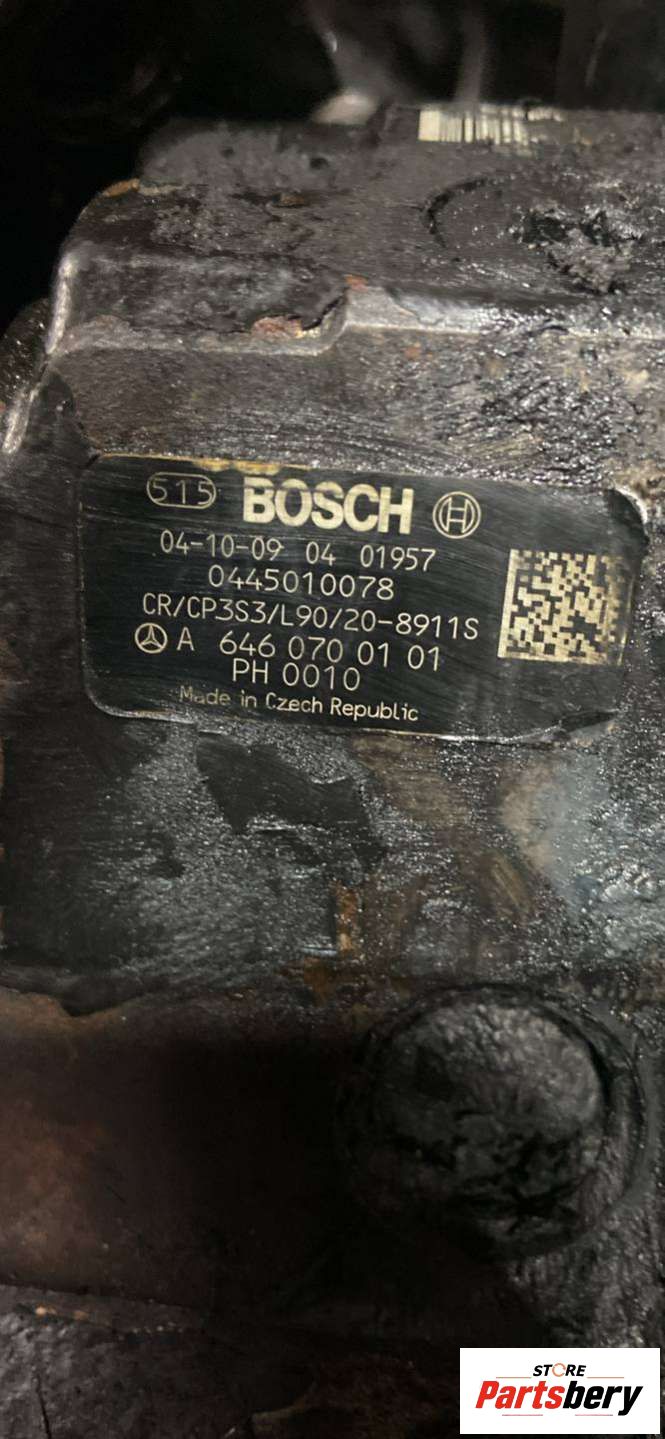 515 BOSCH
04-10-09 04 01957
0445010078
CR/CP3S3/L90/20-8911S
A 646 070 01 01
PH 0010
Made in Czech Republic
STORE
Partsbery